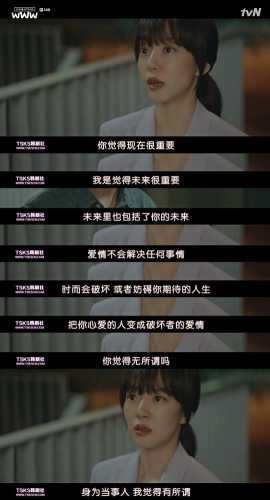 WWW
tvN
TSKS韩剧社
你觉得现在很重要
TSKS韩剧社
我是觉得未来很重要
TSKS韩剧社
未来里也包括了你的未来
TSKS韩剧社
爱情不会解决任何事情
TSKS韩剧社
时而会破坏 或者妨碍你期待的人生
TSKS韩剧社
把你心爱的人变成破坏者的爱情
TSKS韩剧社
你觉得无所谓吗
TSKS韩剧社
身为当事人 我觉得有所谓